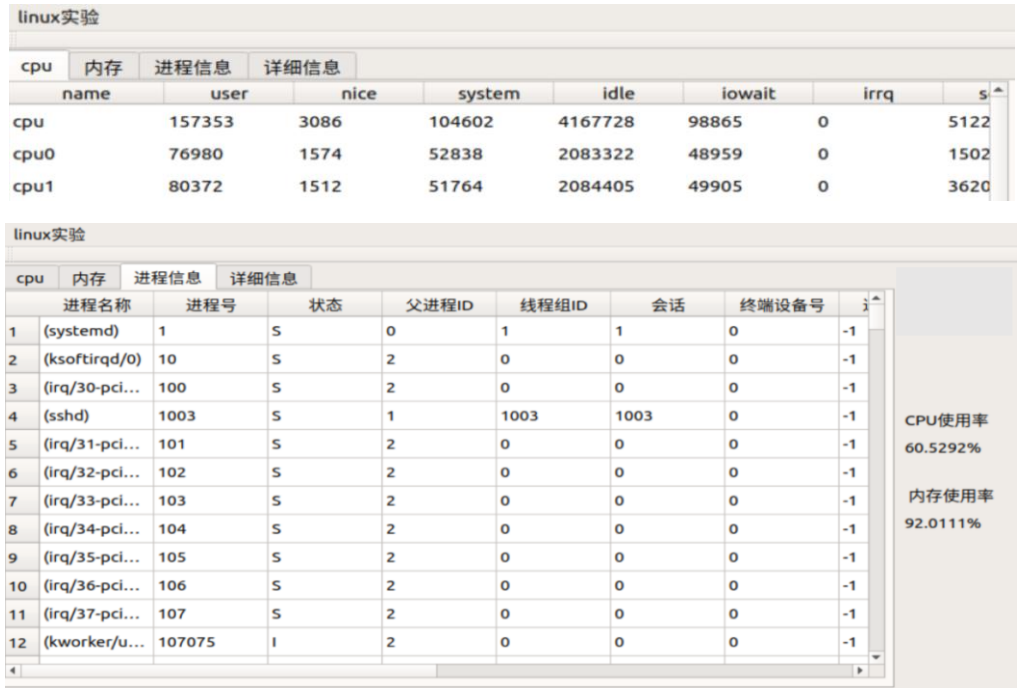 linux实验
cpu 内存 进程信息 详细信息
name user nice system idle iowait irrq
cpu 157353 3086 104602 4167728 98865 0 5122
cpu0 76980 1574 52838 2083322 48959 0 1502
cpu1 80372 1512 51764 2084405 49905 0 3620
linux实验
cpu 内存 进程信息 详细信息
进程名称 进程号 状态 父进程ID 线程组ID 会话 终端设备号
1 (systemd) 1 S 0 1 1 0 -1
2 (ksoftirqd/0) 10 S 2 0 0 0 -1
3 (irq/30-pci... 100 S 2 0 0 0 -1
4 (sshd) 1003 S 1 1003 1003 0 -1
5 (irq/31-pci... 101 S 2 0 0 0 -1
6 (irq/32-pci... 102 S 2 0 0 0 -1
7 (irq/33-pci... 103 S 2 0 0 0 -1
8 (irq/34-pci... 104 S 2 0 0 0 -1
9 (irq/35-pci... 105 S 2 0 0 0 -1
10 (irq/36-pci... 106 S 2 0 0 0 -1
11 (irq/37-pci... 107 S 2 0 0 0 -1
12 (kworker/u... 107075 I 2 0 0 0 -1
CPU使用率
60.5292%
内存使用率
92.0111%